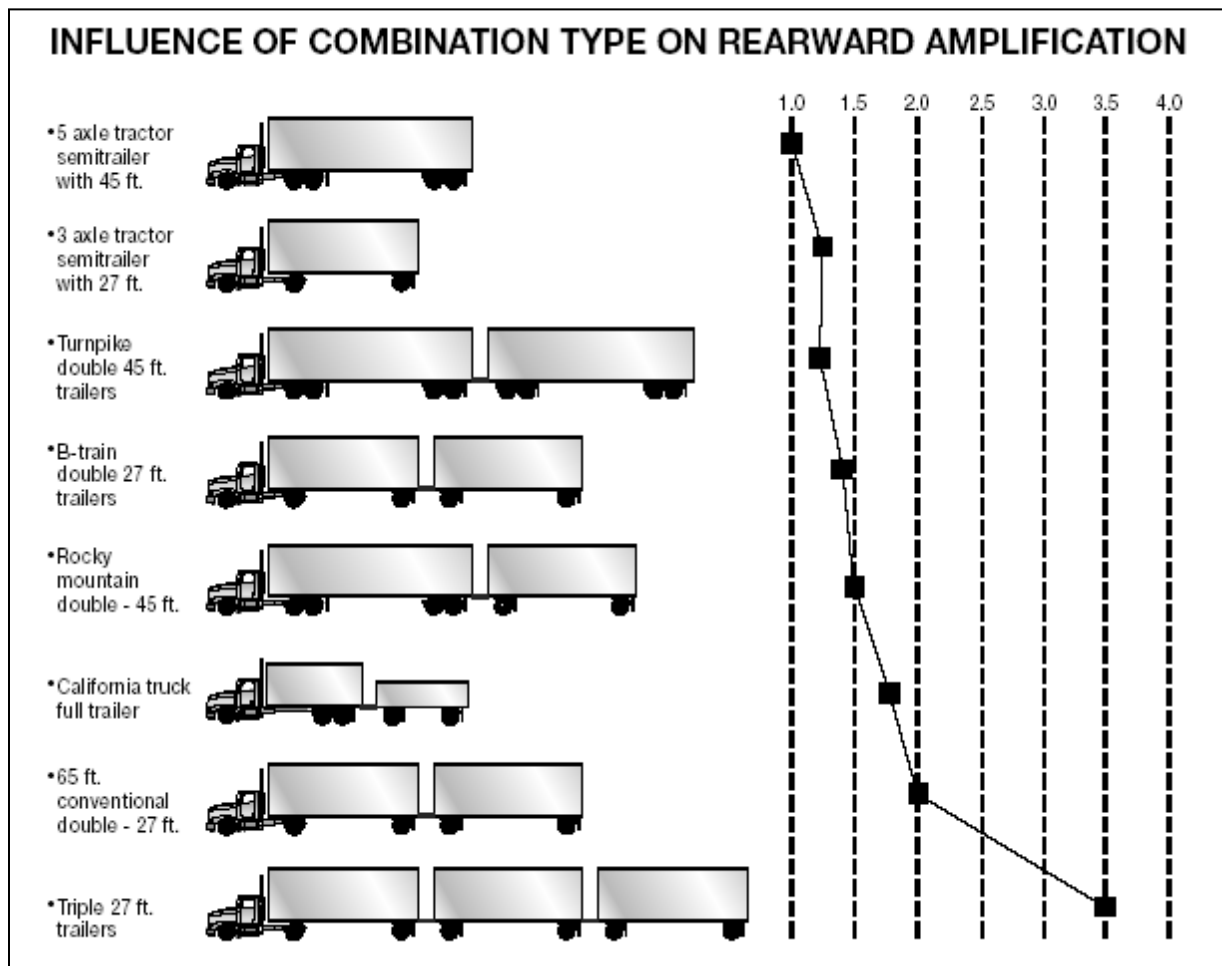 INFLUENCE OF COMBINATION TYPE ON REARWARD AMPLIFICATION
1.0 1.5 2.0 2.5 3.0 3.5 4.0
•5 axle tractor
semitrailer
with 45 ft.
•3 axle tractor
semitrailer
with 27 ft.
•Turnpike
double 45 ft.
trailers
•B-train
double 27 ft.
trailers
•Rocky
mountain
double - 45 ft.
•California truck
full trailer
•65 ft.
conventional
double - 27 ft.
•Triple 27 ft.
trailers